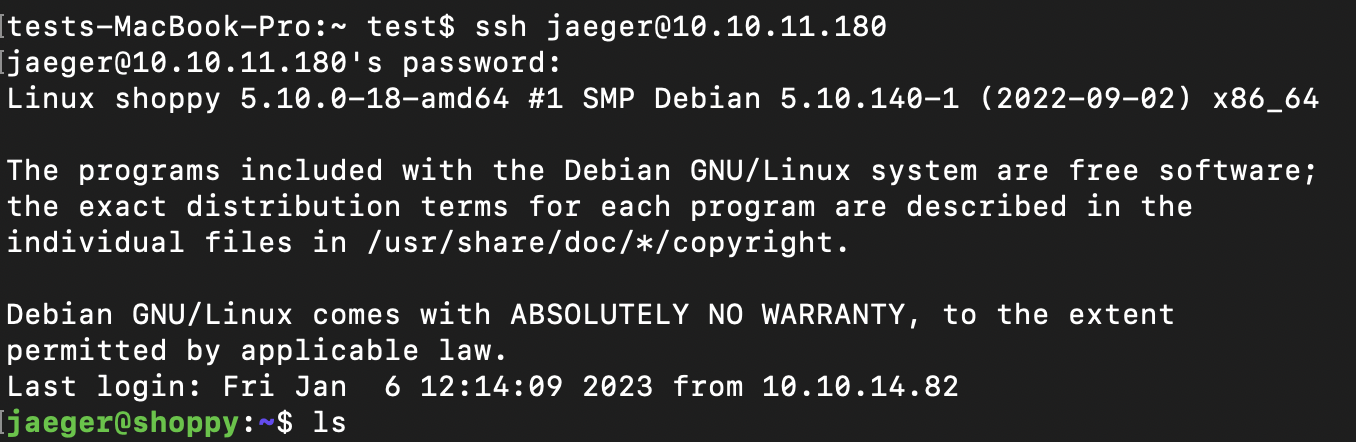 tests-MacBook-Pro:~ test$ ssh jaeger@10.10.11.180
jaeger@10.10.11.180's password:
Linux shoppy 5.10.0-18-amd64 #1 SMP Debian 5.10.140-1 (2022-09-02) x86_64
The programs included with the Debian GNU/Linux system are free software;
the exact distribution terms for each program are described in the
individual files in /usr/share/doc/*/copyright.
Debian GNU/Linux comes with ABSOLUTELY NO WARRANTY, to the extent
permitted by applicable law.
Last login: Fri Jan  6 12:14:09 2023 from 10.10.14.82
jaeger@shoppy:~$ ls